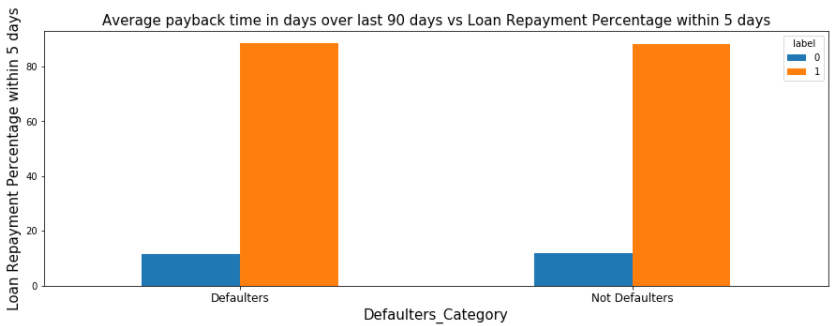 Average payback time in days over last 90 days vs Loan Repayment Percentage within 5 days
Loan Repayment Percentage within 5 days
label
0
1
80
60
40
20
0
Defaulters
Not Defaulters
Defaulters_Category